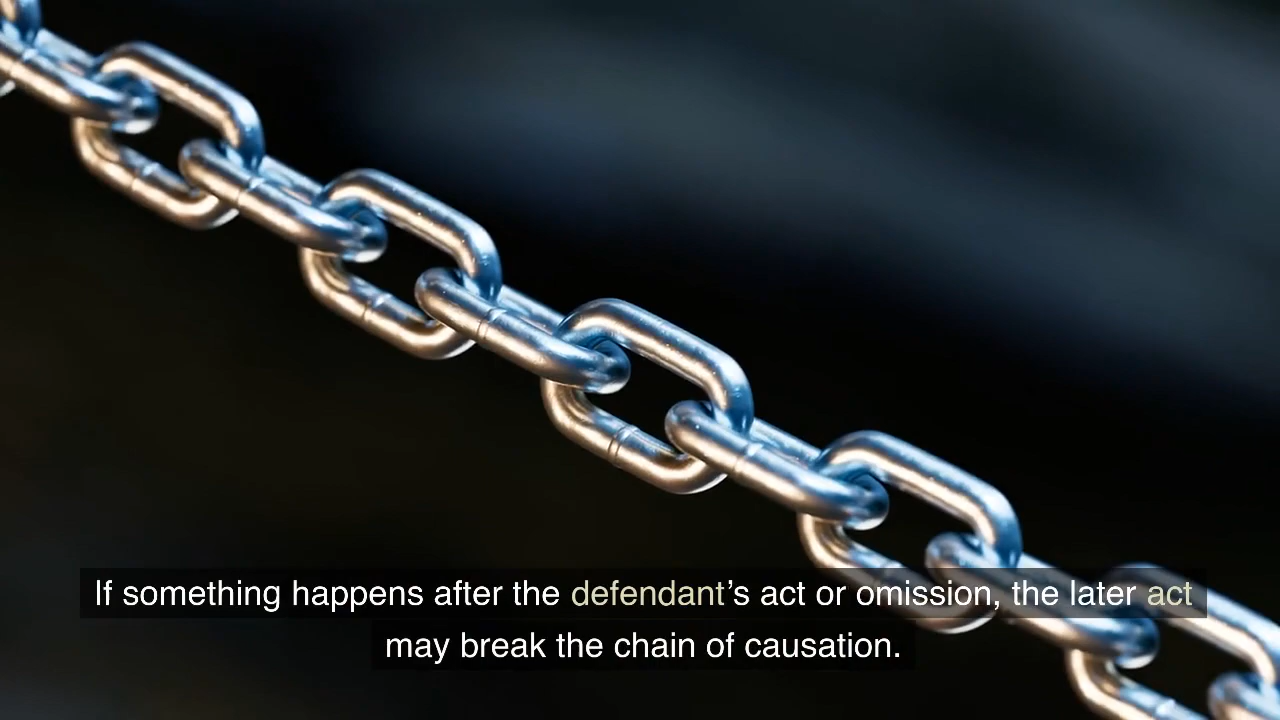 If something happens after the defendant’s act or omission, the later act
may break the chain of causation.